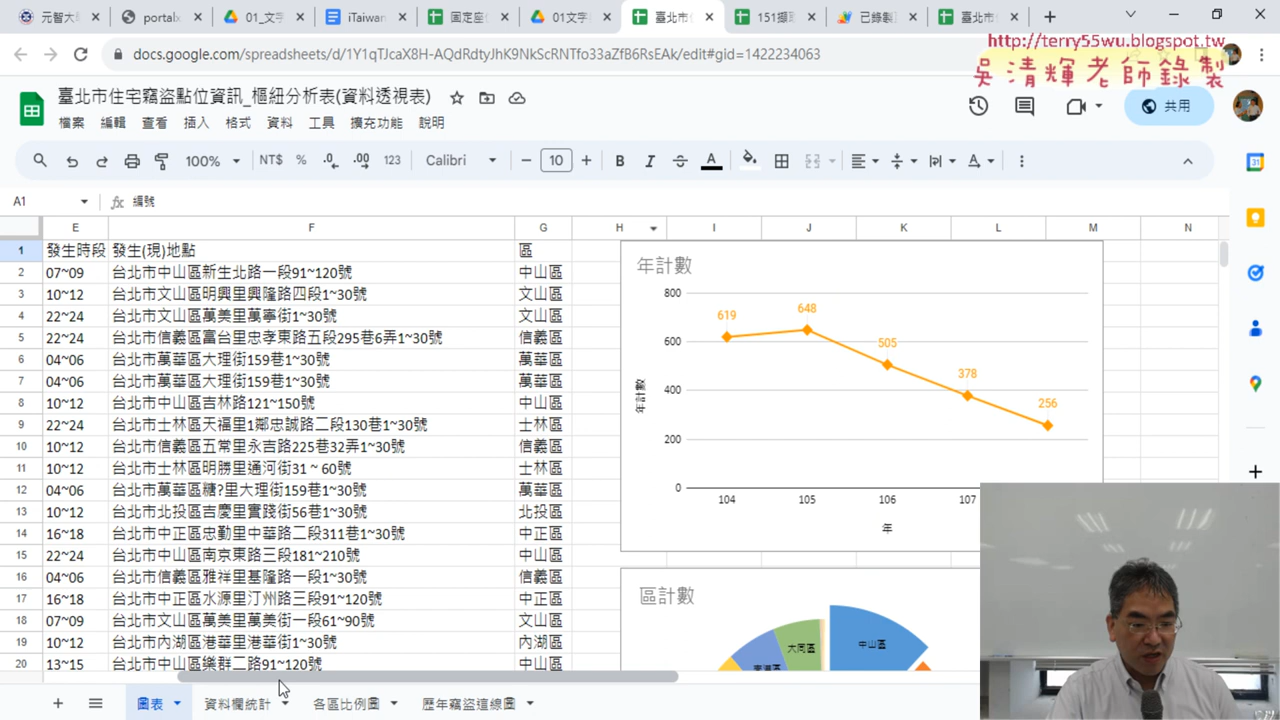 元智大
portalx
01_文字
iTaiwan
固定座
01文字
臺北市
151擷
已錄製
臺北市
docs.google.com/spreadsheets/d/1Y1qTJcaX8H-AQd8dtvJhK9NkScRNTfo33aZfB6RsEAk/edit#gid=1422234063
http://terry55wu.blogspot.tw
吳清輝老師錄製
臺北市住宅竊盜點位資訊_樞紐分析表(資料透視表)
檔案 編輯 查看 插入 格式 資料 工具 擴充功能 說明
共用
100% NT$ % .0 .00 123 Calibri 10 B I A
A1 fx 編號
E F G H I J K L M N
1 發生時段 發生(現)地點 區
2 07~09 台北市中山區新生北路一段91~120號 中山區
3 10~12 台北市文山區明興里興隆路四段1~30號 文山區
4 22~24 台北市文山區萬美里萬寧街1~30號 文山區
5 22~24 台北市信義區富台里忠孝東路五段295巷6弄1~30號 信義區
6 04~06 台北市萬華區大理街159巷1~30號 萬華區
7 04~06 台北市萬華區大理街159巷1~30號 萬華區
8 10~12 台北市中山區吉林路121~150號 中山區
9 22~24 台北市士林區天福里1鄰忠誠路二段130巷1~30號 士林區
10 10~12 台北市信義區五常里永吉路225巷32弄1~30號 信義區
11 10~12 台北市士林區明勝里通河街31 ~ 60號 士林區
12 04~06 台北市萬華區糖?里大理街159巷1~30號 萬華區
13 10~12 台北市北投區吉慶里實踐街56巷1~30號 北投區
14 16~18 台北市中正區忠勤里中華路二段311巷1~30號 中正區
15 22~24 台北市中山區南京東路三段181~210號 中山區
16 04~06 台北市信義區雅祥里基隆路一段1~30號 信義區
17 16~18 台北市中正區水源里汀州路三段91~120號 中正區
18 07~09 台北市文山區萬美里萬美街一段61~90號 文山區
19 10~12 台北市內湖區港華里港華街1~30號 內湖區
20 13~15 台北市中山區樂群二路91~120號 中山區
年計數
800
600
400
200
0
年計數
619
648
505
378
256
104 105 106 107
年
區計數
中山區
大同區
圖表 資料欄統計 各區比例圖 歷年竊盜連線圖